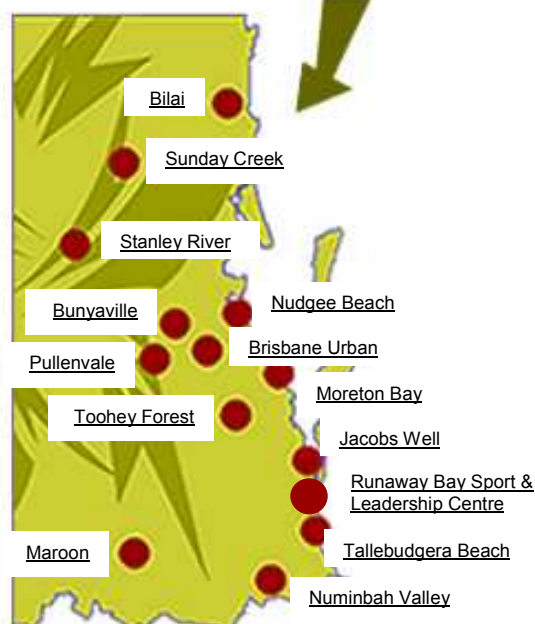 Bilai
Sunday Creek
Stanley River
Nudgee Beach
Bunyaville
Brisbane Urban
Pullenvale
Moreton Bay
Toohey Forest
Jacobs Well
Runaway Bay Sport &
Leadership Centre
Maroon
Tallebudgera Beach
Numinbah Valley